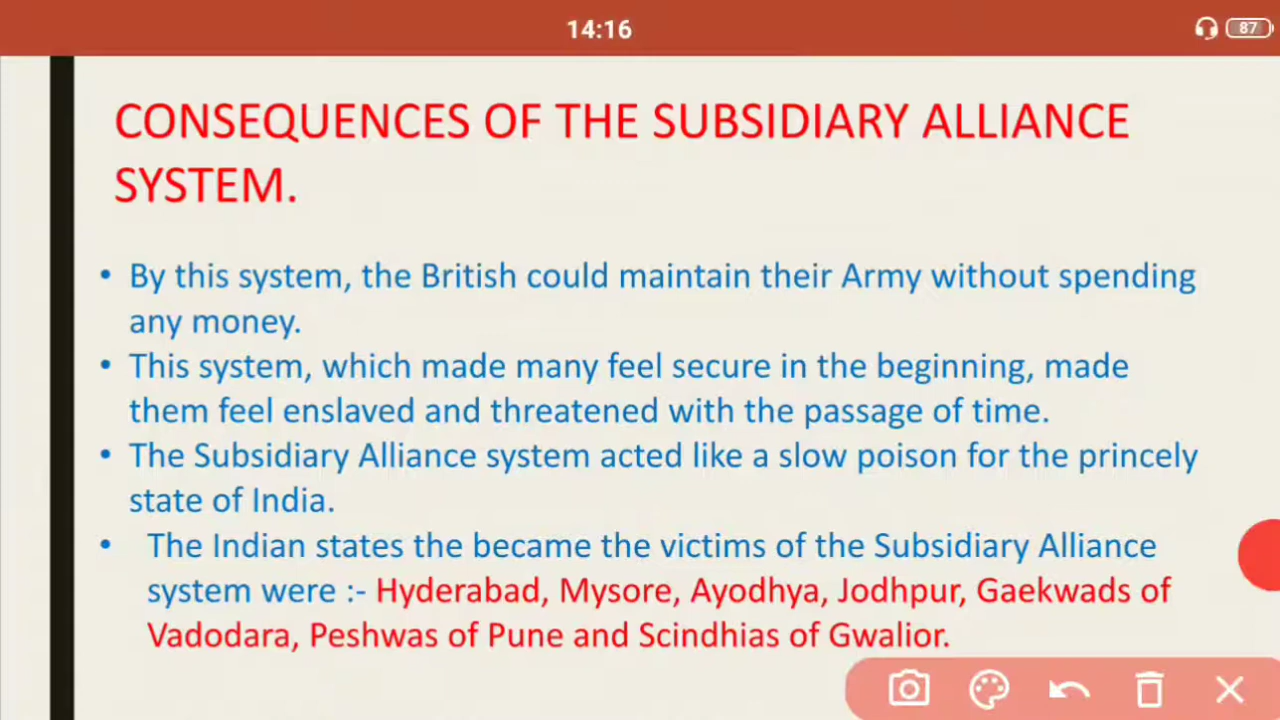 14:16
87
CONSEQUENCES OF THE SUBSIDIARY ALLIANCE
SYSTEM.
• By this system, the British could maintain their Army without spending
any money.
• This system, which made many feel secure in the beginning, made
them feel enslaved and threatened with the passage of time.
• The Subsidiary Alliance system acted like a slow poison for the princely
state of India.
• The Indian states the became the victims of the Subsidiary Alliance
system were :- Hyderabad, Mysore, Ayodhya, Jodhpur, Gaekwads of
Vadodara, Peshwas of Pune and Scindhias of Gwalior.